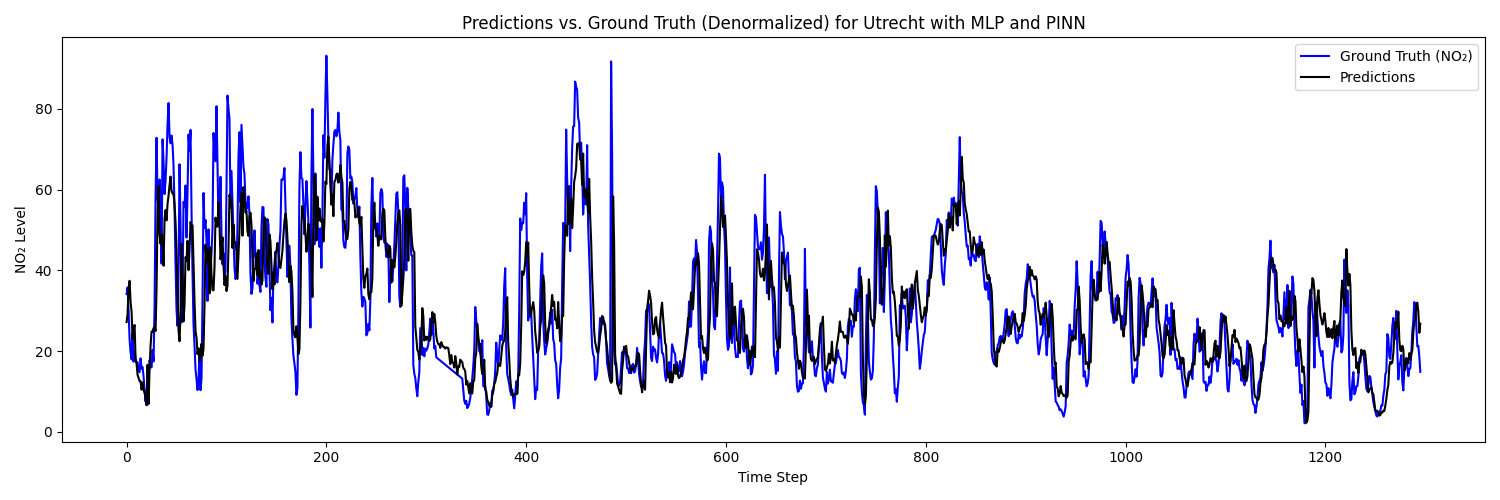 Predictions vs. Ground Truth (Denormalized) for Utrecht with MLP and PINN
Ground Truth (NO₂)
Predictions
NO₂ Level
80
60
40
20
0
0 200 400 600 800 1000 1200
Time Step